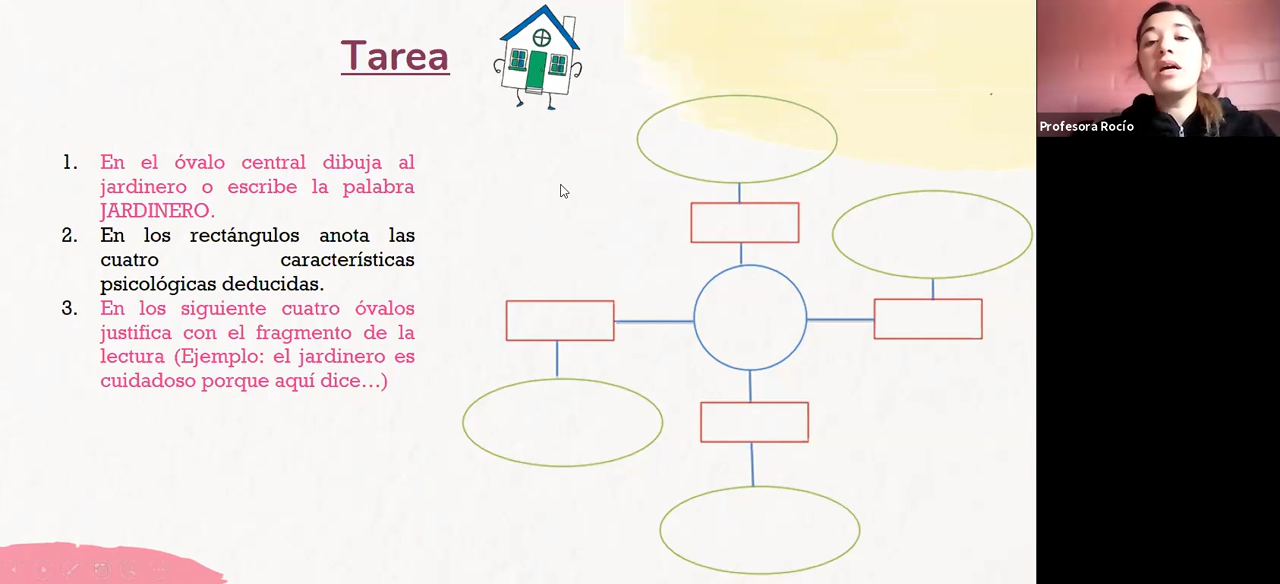 Tarea
1. En el óvalo central dibuja al
jardinero o escribe la palabra
JARDINERO.
2. En los rectángulos anota las
cuatro características
psicológicas deducidas.
3. En los siguiente cuatro óvalos
justifica con el fragmento de la
lectura (Ejemplo: el jardinero es
cuidadoso porque aquí dice...)
Profesora Rocío